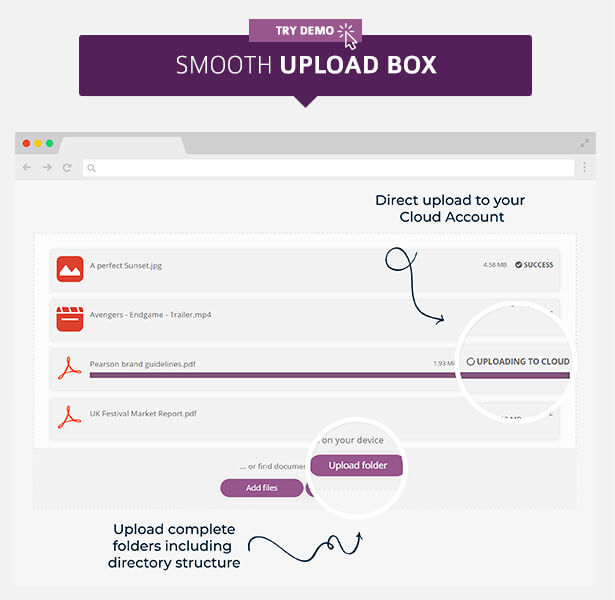 TRY DEMO
SMOOTH UPLOAD BOX
Direct upload to your
Cloud Account
A perfect Sunset.jpg 4.58 MB SUCCESS
Avengers - Endgame - Trailer.mp4
Pearson brand guidelines.pdf 1.93 M UPLOADING TO CLOUD
UK Festival Market Report.pdf
on your device
... or find docume
Upload folder
Add files
Upload complete
folders including
directory structure